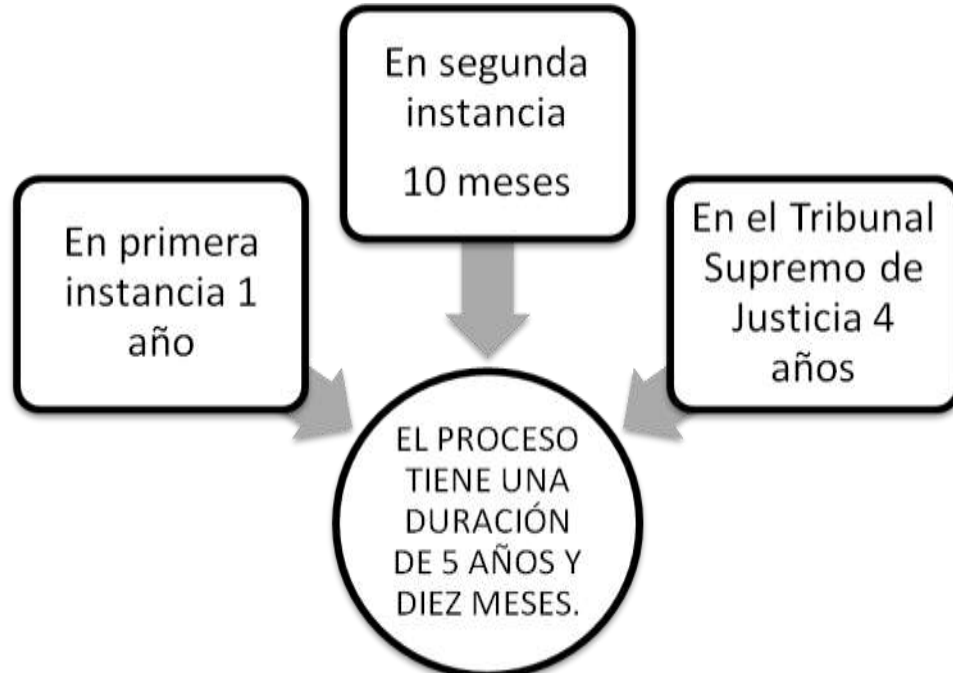 En primera
instancia 1
año
En segunda
instancia
10 meses
En el Tribunal
Supremo de
Justicia 4
años
EL PROCESO
TIENE UNA
DURACIÓN
DE 5 AÑOS Y
DIEZ MESES.